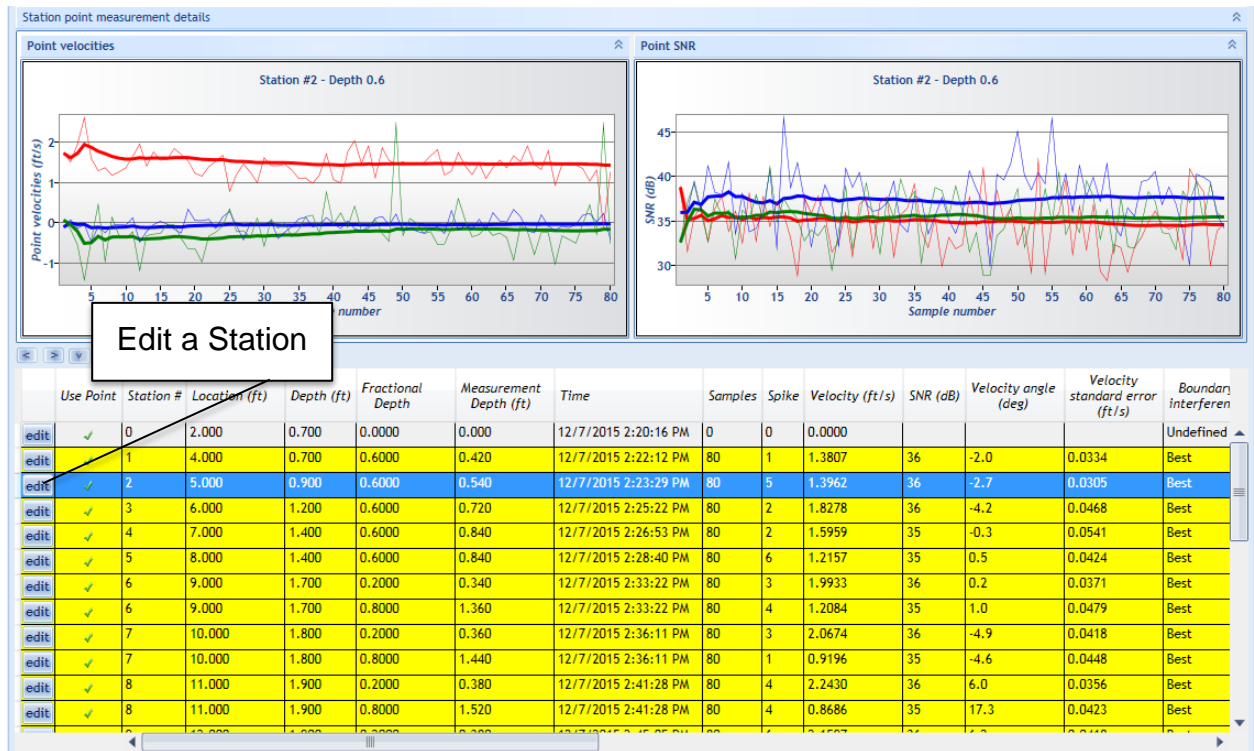 Station point measurement details
Point velocities
Point SNR
Station #2 - Depth 0.6
Station #2 - Depth 0.6
Point velocities (ft/s)
2
1
0
-1
5 10 15 20 25 30 35 40 45 50 55 60 65 70 75 80
number
SNR (dB)
45
40
35
30
5 10 15 20 25 30 35 40 45 50 55 60 65 70 75 80
Sample number
Edit a Station
< > v
Use Point Station # Location (ft) Depth (ft) Fractional Depth Measurement Depth (ft) Time Samples Spike Velocity (ft/s) SNR (dB) Velocity angle (deg) Velocity standard error (ft/s) Boundary interferen
edit 0 2.000 0.700 0.0000 0.000 12/7/2015 2:20:16 PM 0 0 0.0000 Undefined
edit 1 4.000 0.700 0.6000 0.420 12/7/2015 2:22:12 PM 80 1 1.3807 36 -2.0 0.0334 Best
edit 2 5.000 0.900 0.6000 0.540 12/7/2015 2:23:29 PM 80 5 1.3962 36 -2.7 0.0305 Best
edit 3 6.000 1.200 0.6000 0.720 12/7/2015 2:25:22 PM 80 2 1.8278 36 -4.2 0.0468 Best
edit 4 7.000 1.400 0.6000 0.840 12/7/2015 2:26:53 PM 80 2 1.5959 35 -0.3 0.0541 Best
edit 5 8.000 1.400 0.6000 0.840 12/7/2015 2:28:40 PM 80 6 1.2157 35 0.5 0.0424 Best
edit 6 9.000 1.700 0.2000 0.340 12/7/2015 2:33:22 PM 80 3 1.9933 36 0.2 0.0371 Best
edit 6 9.000 1.700 0.8000 1.360 12/7/2015 2:33:22 PM 80 4 1.2084 35 1.0 0.0479 Best
edit 7 10.000 1.800 0.2000 0.360 12/7/2015 2:36:11 PM 80 3 2.0674 36 -4.9 0.0418 Best
edit 7 10.000 1.800 0.8000 1.440 12/7/2015 2:36:11 PM 80 1 0.9196 35 -4.6 0.0448 Best
edit 8 11.000 1.900 0.2000 0.380 12/7/2015 2:41:28 PM 80 4 2.2430 36 6.0 0.0356 Best
edit 8 11.000 1.900 0.8000 1.520 12/7/2015 2:41:28 PM 80 4 0.8686 35 17.3 0.0423 Best